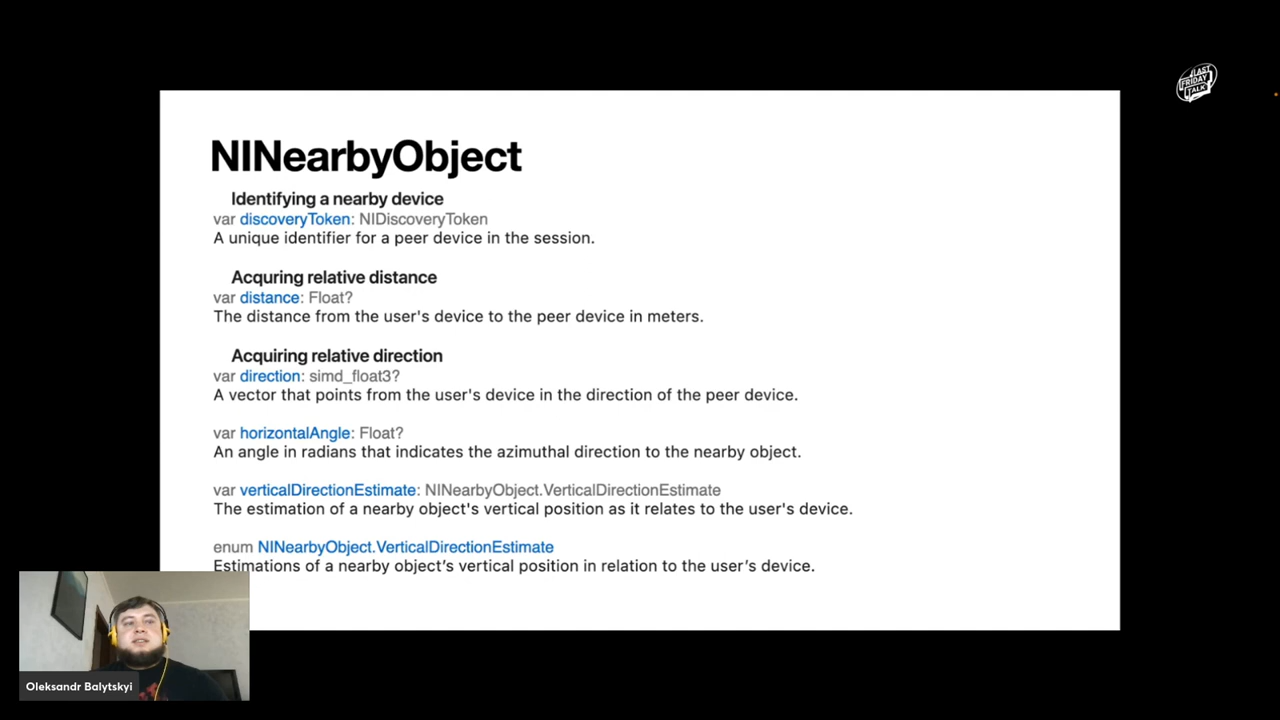 LAST
FRIDAY
TALK
NINearbyObject
Identifying a nearby device
var discoveryToken: NIDiscoveryToken
A unique identifier for a peer device in the session.
Acquring relative distance
var distance: Float?
The distance from the user's device to the peer device in meters.
Acquiring relative direction
var direction: simd_float3?
A vector that points from the user's device in the direction of the peer device.
var horizontalAngle: Float?
An angle in radians that indicates the azimuthal direction to the nearby object.
var verticalDirectionEstimate: NINearbyObject.VerticalDirectionEstimate
The estimation of a nearby object's vertical position as it relates to the user's device.
enum NINearbyObject.VerticalDirectionEstimate
Estimations of a nearby object’s vertical position in relation to the user’s device.
Oleksandr Balytskyi